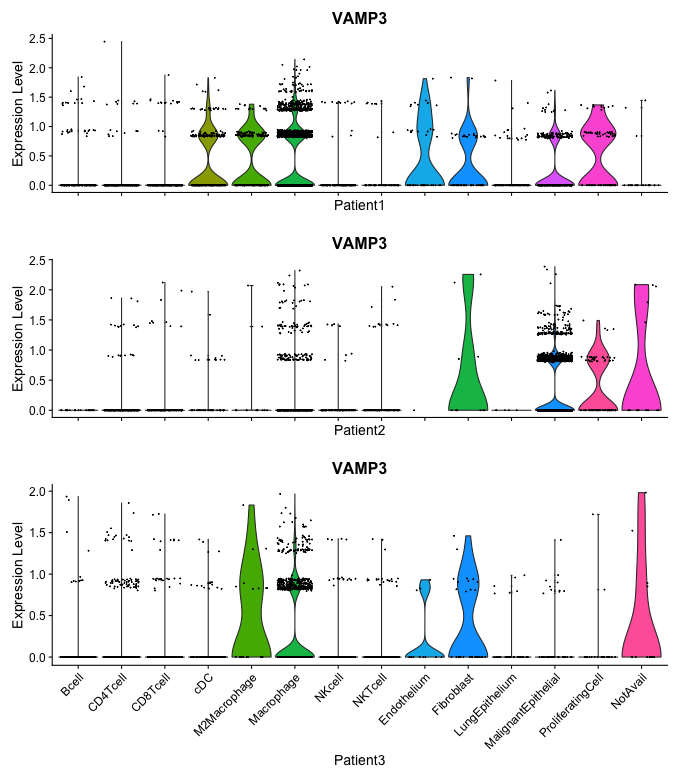 VAMP3
Expression Level
2.5
2.0
1.5
1.0
0.5
0.0
Patient1
VAMP3
Expression Level
2.5
2.0
1.5
1.0
0.5
0.0
Patient2
VAMP3
Expression Level
2.0
1.5
1.0
0.5
0.0
Bcell
CD4Tcell
CD8Tcell
cDC
M2Macrophage
Macrophage
NKcell
NKTcell
Endothelium
Fibroblast
LungEpithelium
MalignantEpithelial
ProliferatingCell
NotAvail
Patient3